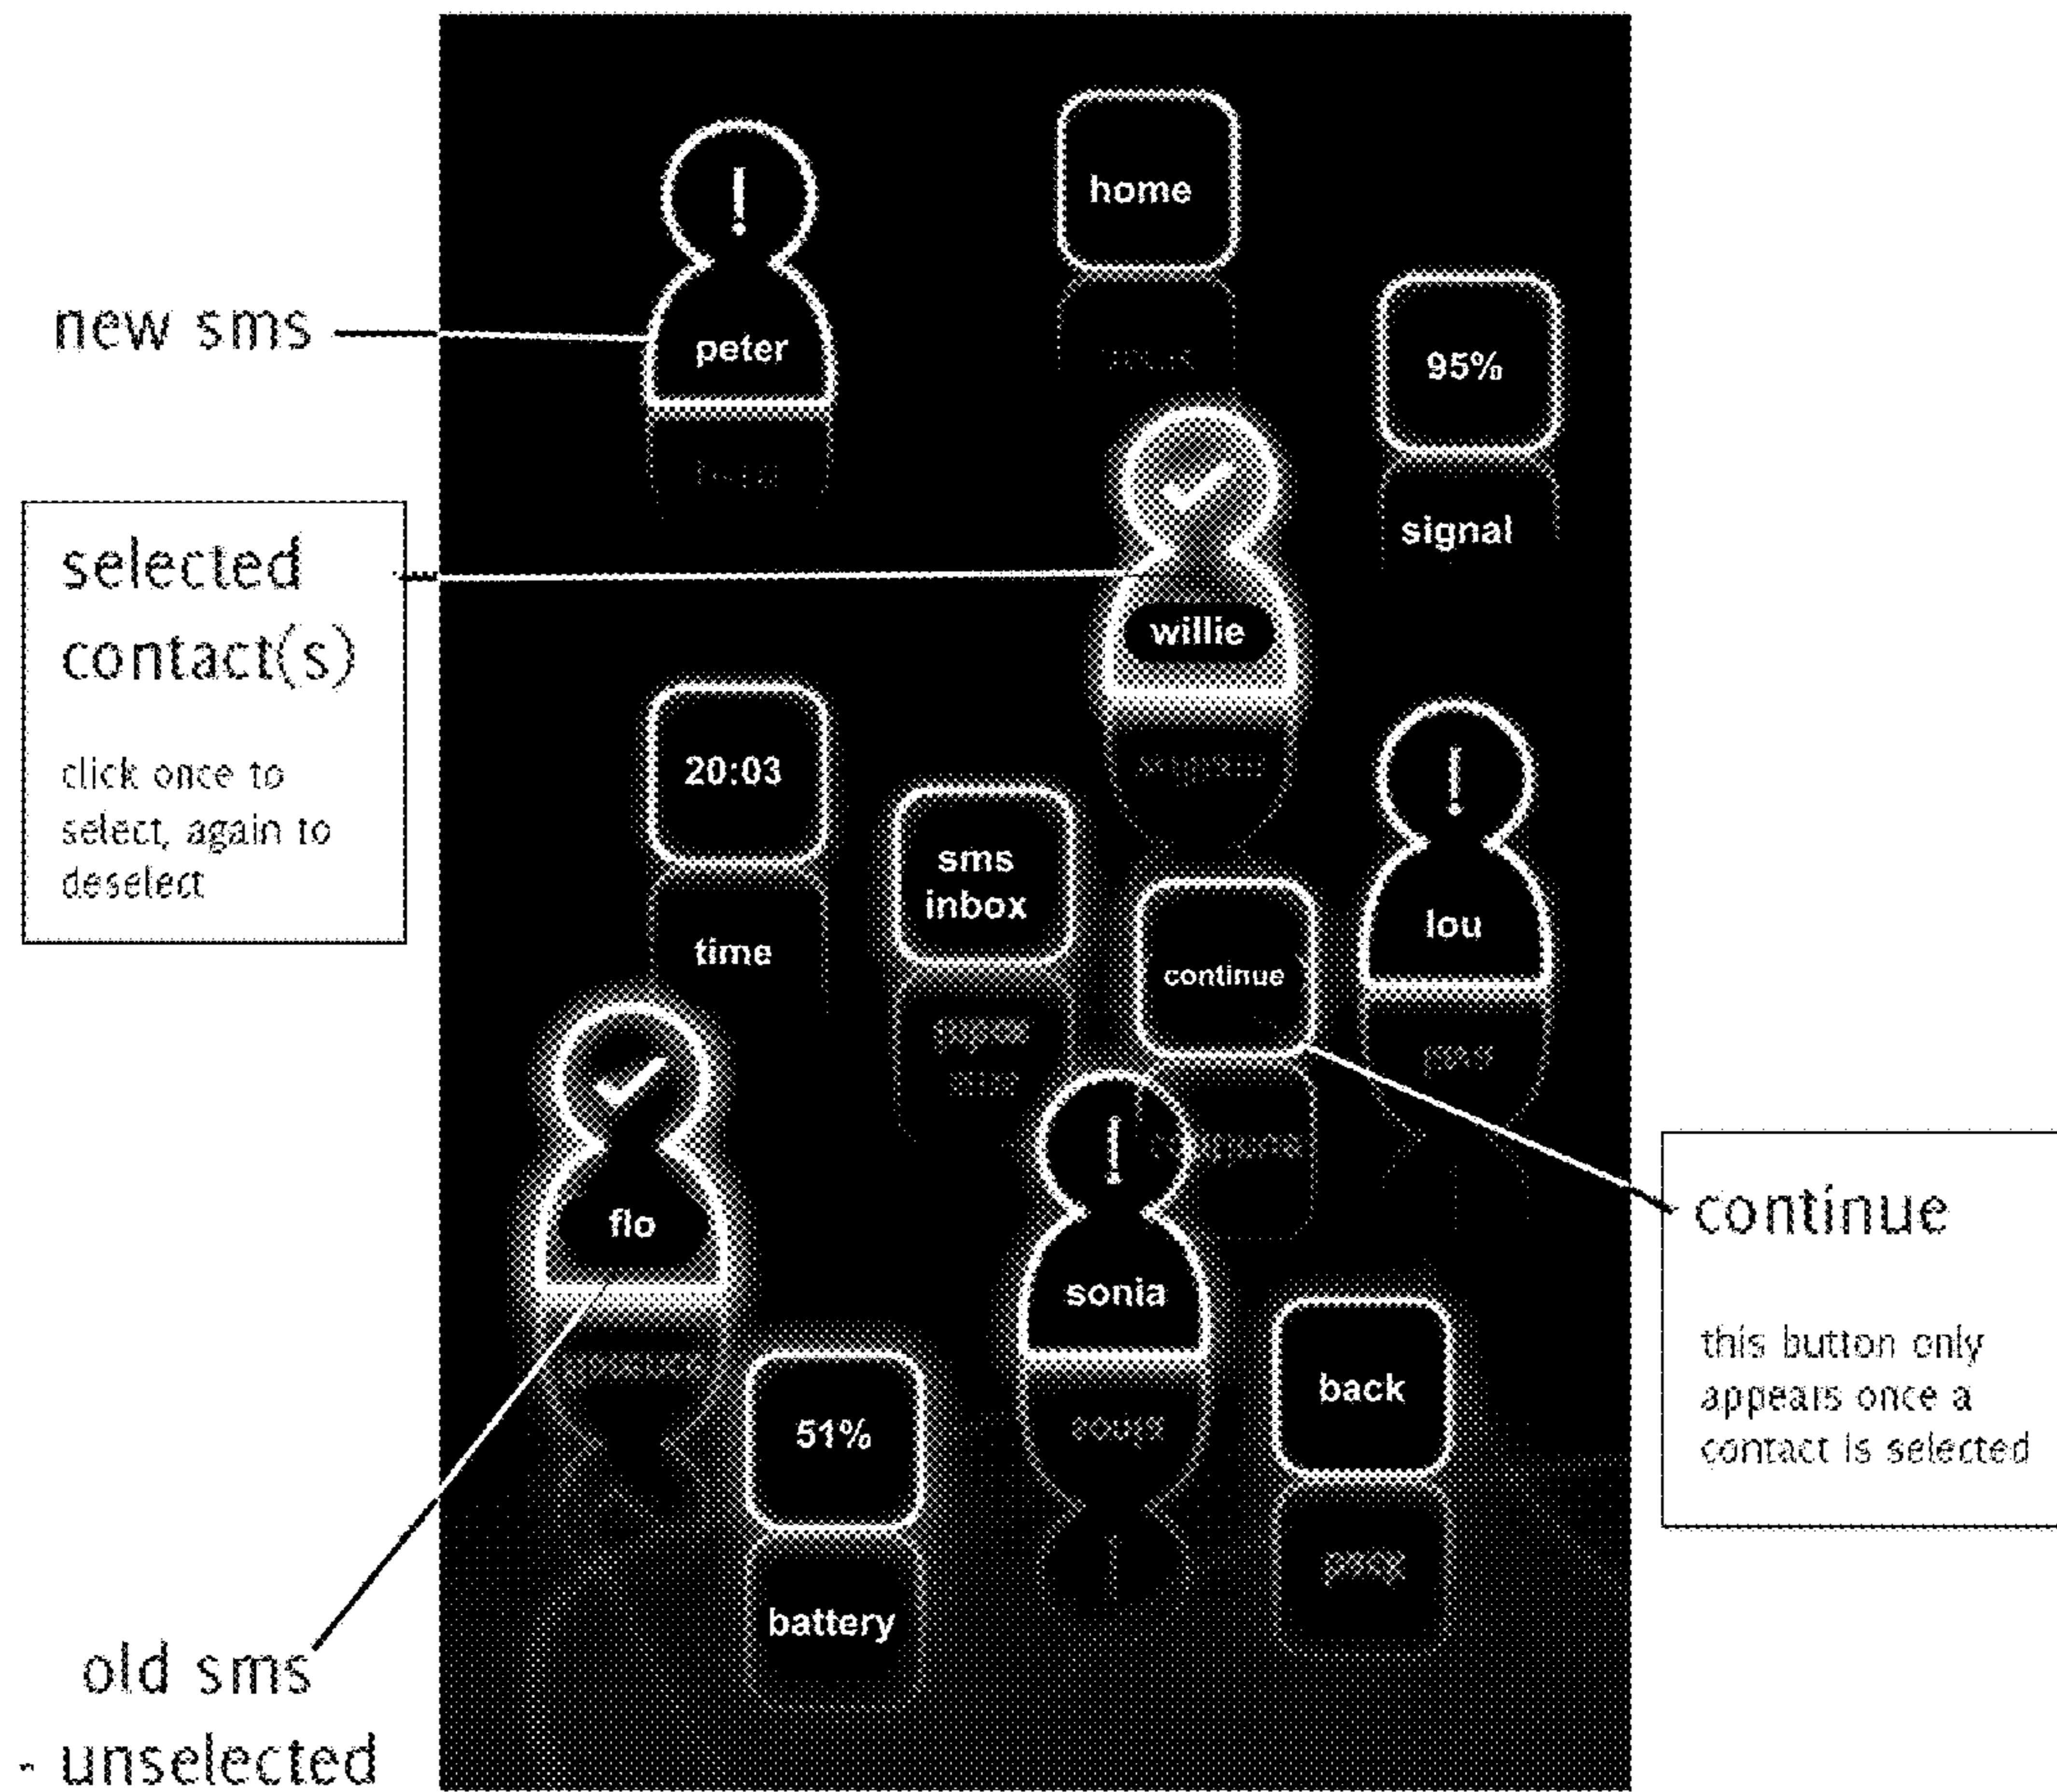 !
home
new sms
peter
95%
signal
selected
contact(s)
willie
click once to
select, again to
deselect
20:03
time
sms
inbox
!
lou
continue
flo
!
sonia
continue
this button only
appears once a
contact is selected
back
51%
battery
old sms
- unselected